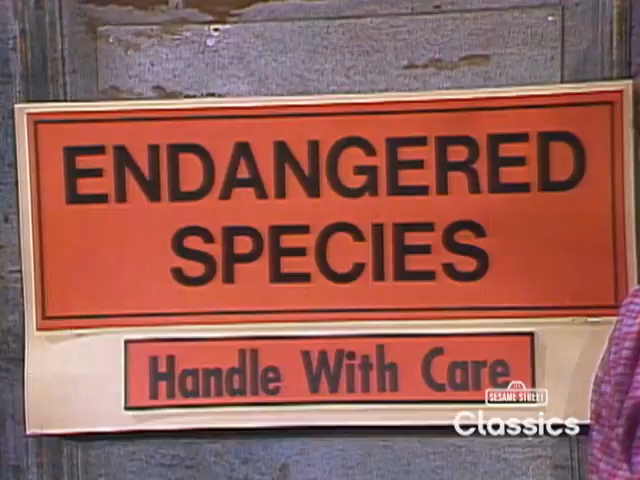 ENDANGERED
SPECIES
Handle With Care
SESAME STREET
Classics